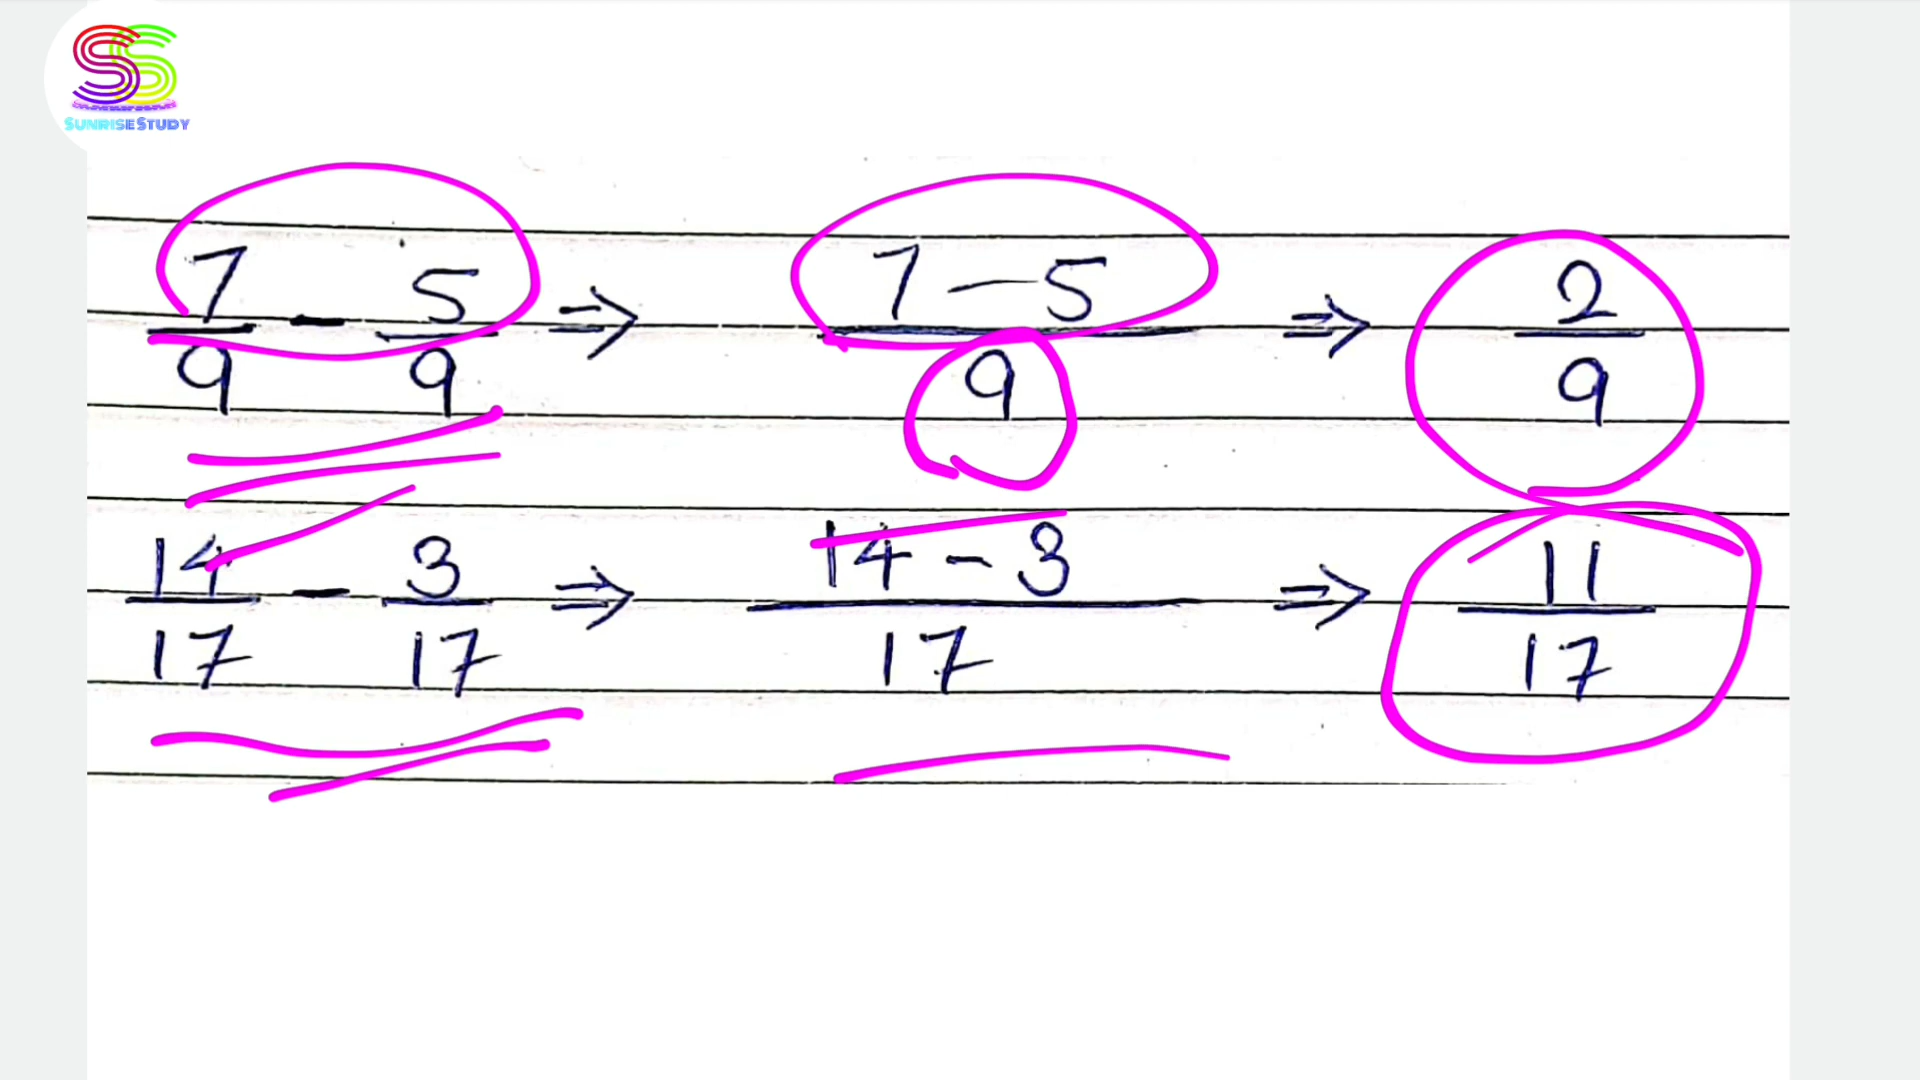 SS
SUNRISE STUDY
7/9 - 5/9 ⇒ 7-5/9 ⇒ 2/9
14/17 - 3/17 ⇒ 14-3/17 ⇒ 11/17